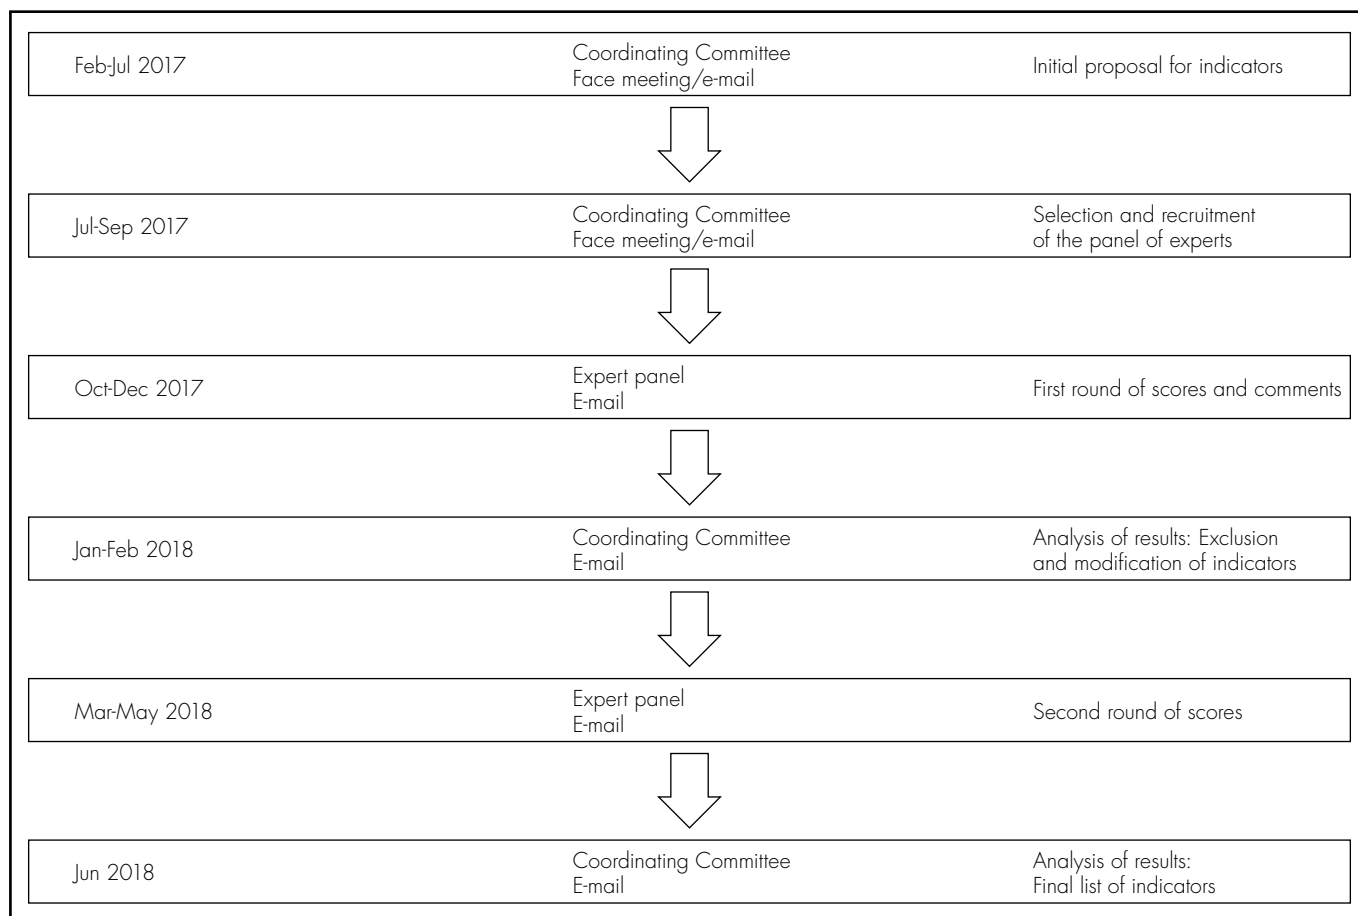 Feb-Jul 2017
Coordinating Committee
Face meeting/e-mail
Initial proposal for indicators
Jul-Sep 2017
Coordinating Committee
Face meeting/e-mail
Selection and recruitment
of the panel of experts
Oct-Dec 2017
Expert panel
E-mail
First round of scores and comments
Jan-Feb 2018
Coordinating Committee
E-mail
Analysis of results: Exclusion
and modification of indicators
Mar-May 2018
Expert panel
E-mail
Second round of scores
Jun 2018
Coordinating Committee
E-mail
Analysis of results:
Final list of indicators